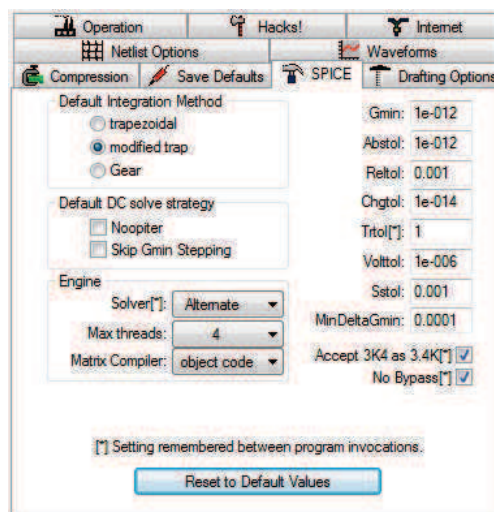 Operation Hacks! Internet
Netlist Options Waveforms
Compression Save Defaults SPICE Drafting Options
Default Integration Method
trapezoidal
modified trap
Gear
Default DC solve strategy
Noopiter
Skip Gmin Stepping
Engine
Solver[*]: Alternate
Max threads: 4
Matrix Compiler: object code
Gmin: 1e-012
Abstol: 1e-012
Reltol: 0.001
Chgtol: 1e-014
Trtol[*]: 1
Volttol: 1e-006
Sstol: 0.001
MinDeltaGmin: 0.0001
Accept 3K4 as 3.4K[*]
No Bypass[*]
[*] Setting remembered between program invocations.
Reset to Default Values